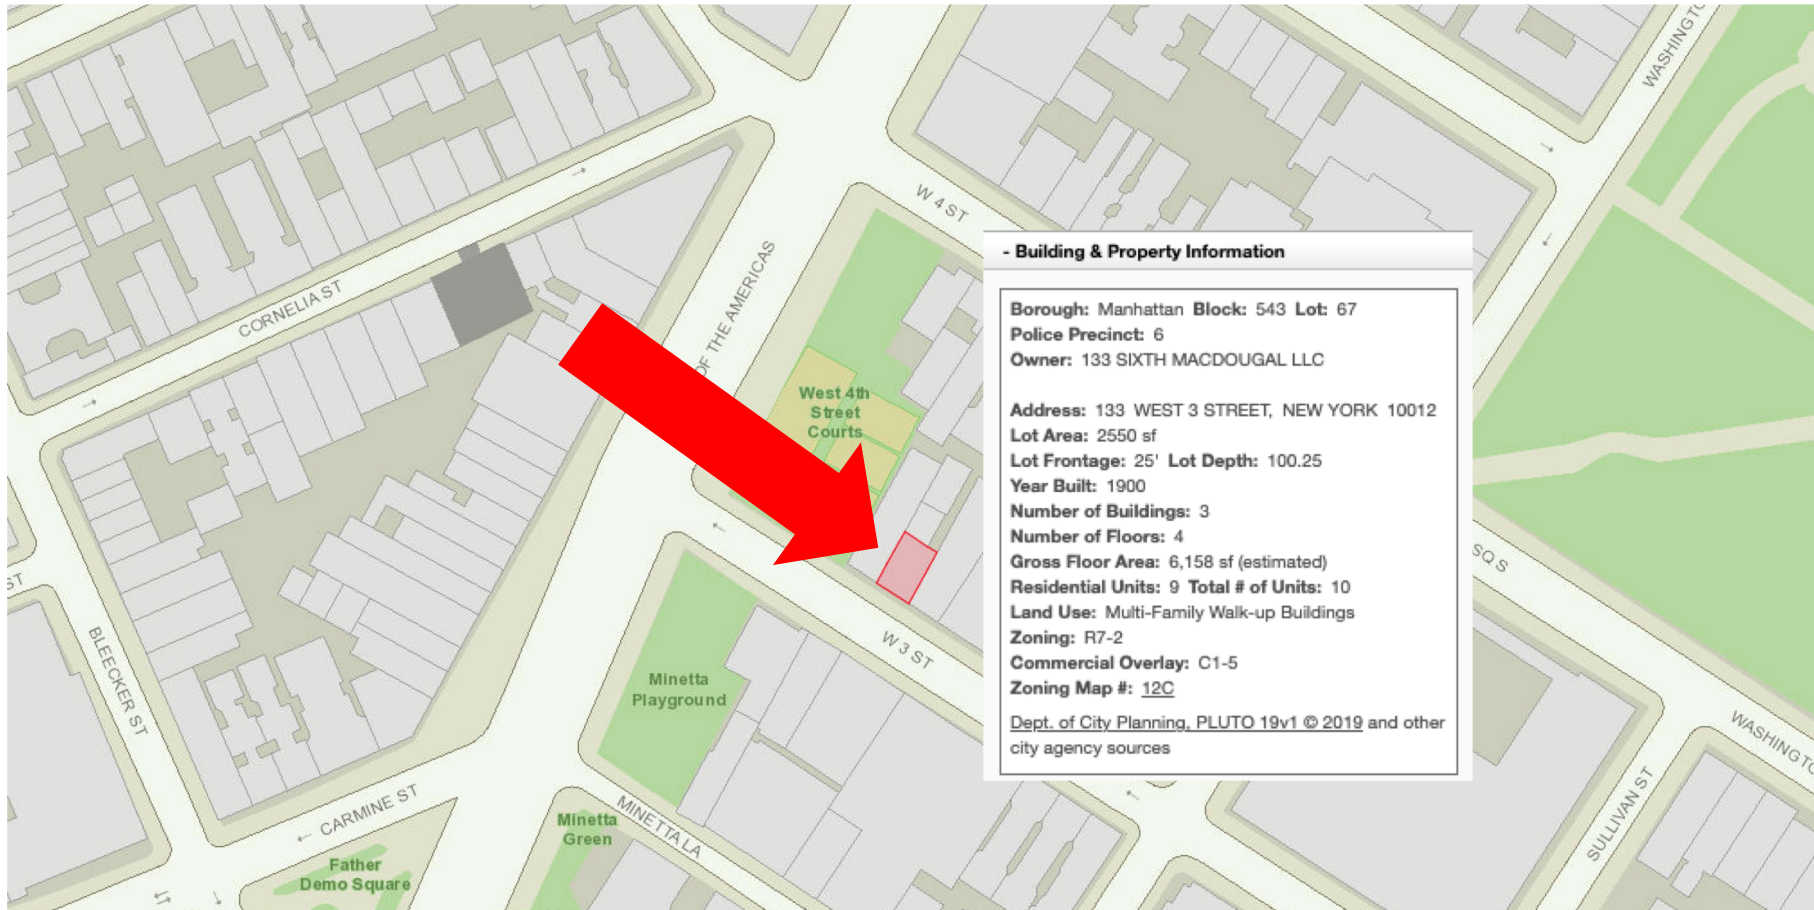 WASHINGTO
W 4 ST
CORNELIA ST
OF THE AMERICAS
West 4th
Street
Courts
- Building & Property Information
Borough: Manhattan Block: 543 Lot: 67
Police Precinct: 6
Owner: 133 SIXTH MACDOUGAL LLC
Address: 133 WEST 3 STREET, NEW YORK 10012
Lot Area: 2550 sf
Lot Frontage: 25' Lot Depth: 100.25
Year Built: 1900
Number of Buildings: 3
Number of Floors: 4
Gross Floor Area: 6,158 sf (estimated)
Residential Units: 9 Total # of Units: 10
Land Use: Multi-Family Walk-up Buildings
Zoning: R7-2
Commercial Overlay: C1-5
Zoning Map #: 12C
Dept. of City Planning, PLUTO 19v1 © 2019 and other
city agency sources
SQ S
ST
BLEECKER ST
W 3 ST
Minetta
Playground
WASHINGTO
SULLIVAN ST
CARMINE ST
MINETTA LA
Minetta
Green
Father
Demo Square